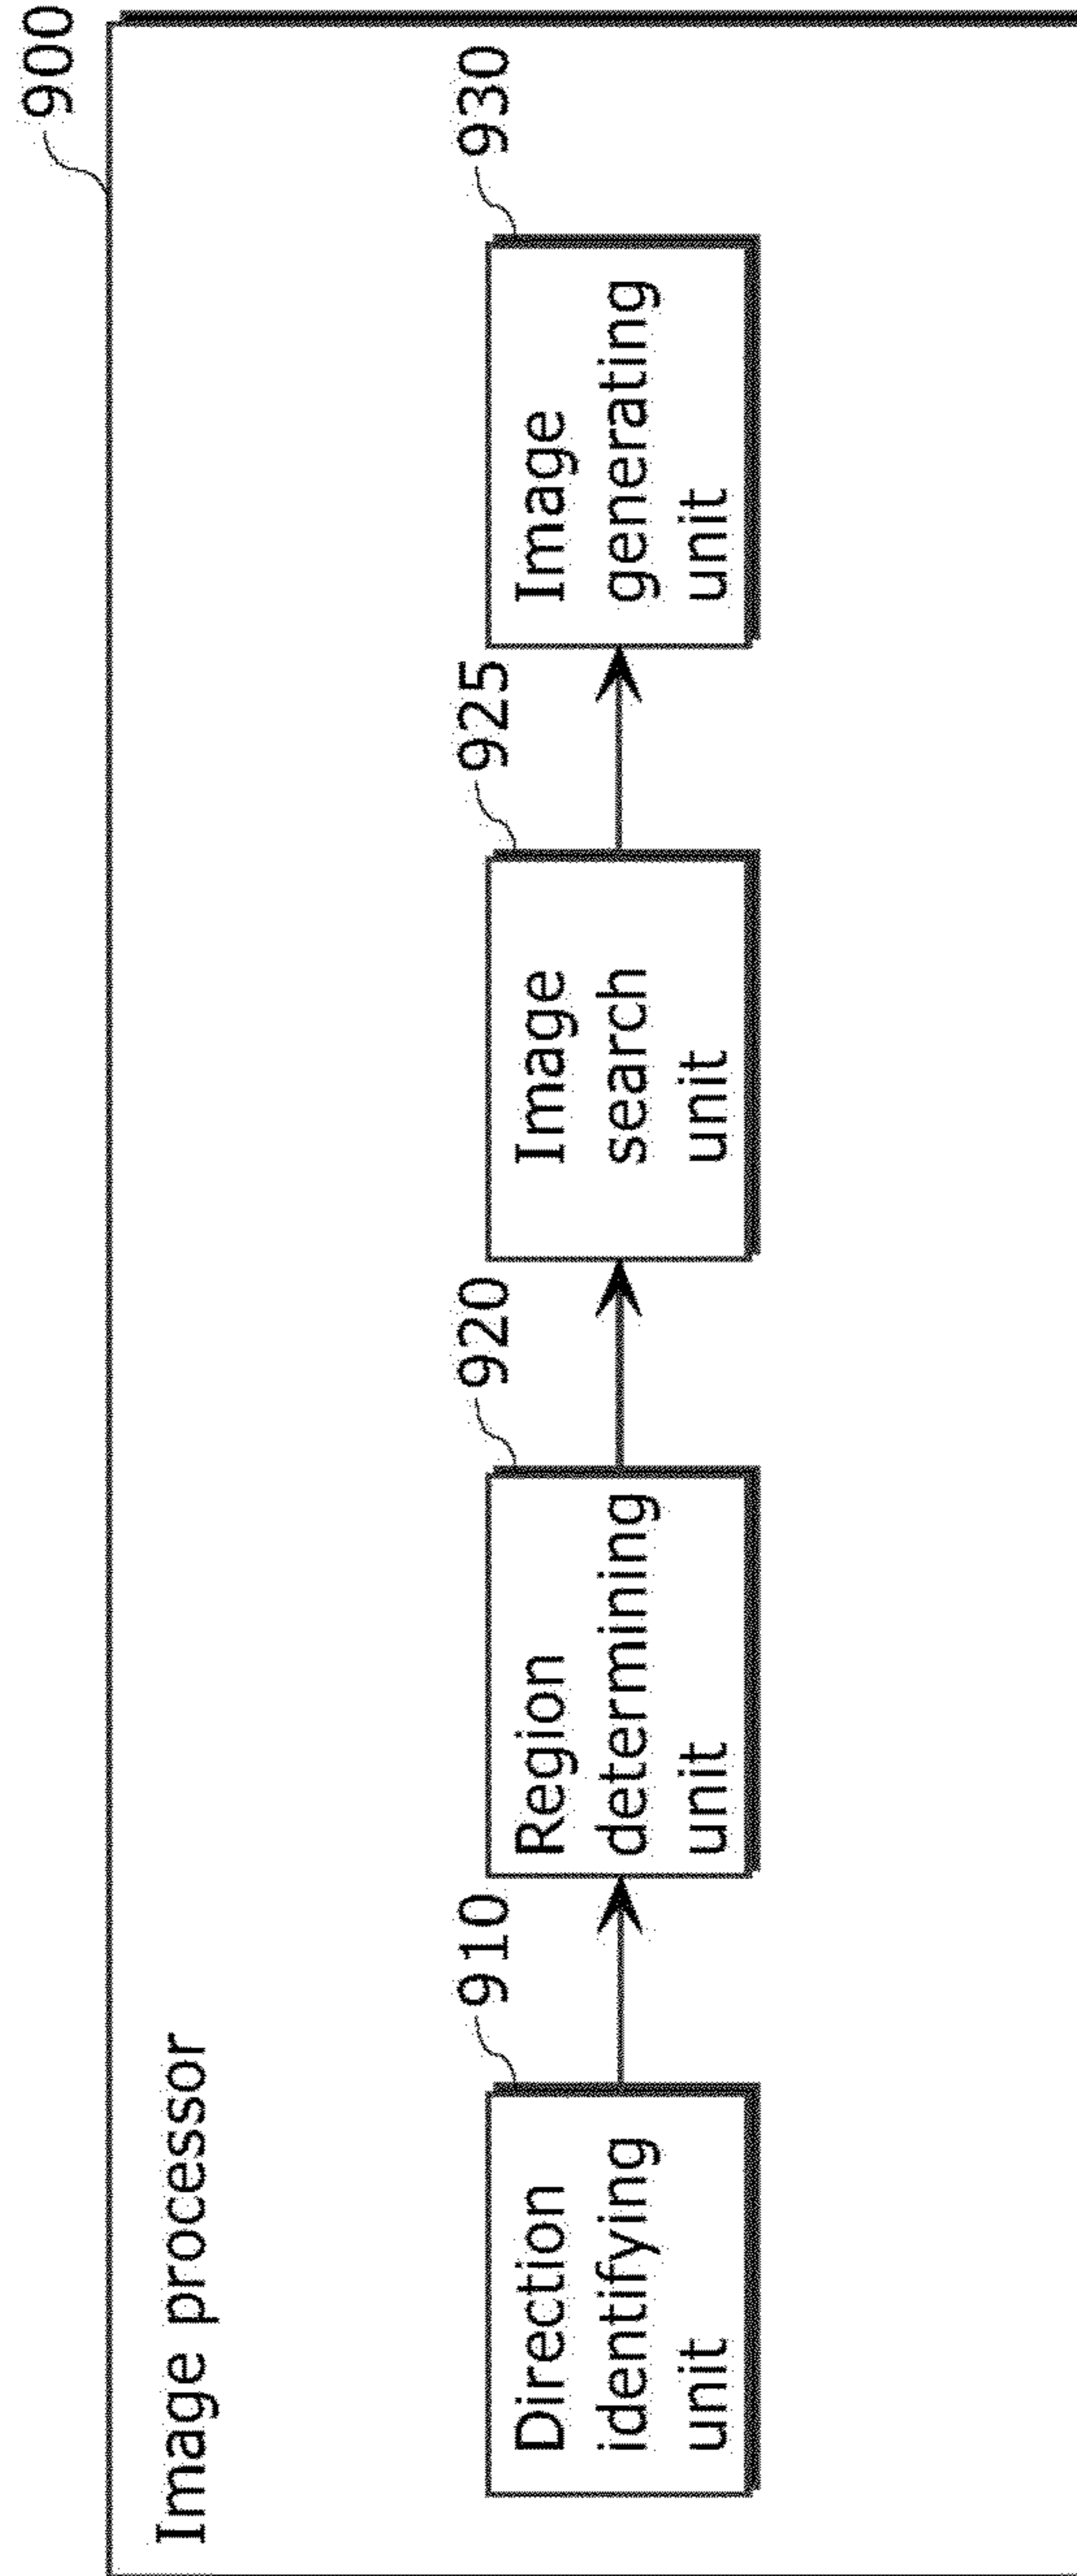 900
Image processor
910
920
925
930
Direction
identifying
unit
Region
determining
unit
Image
search
unit
Image
generating
unit